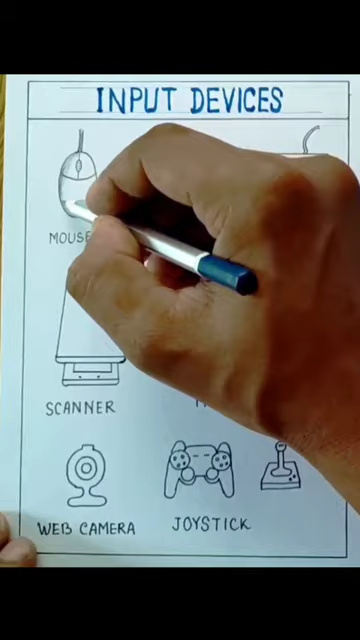 INPUT DEVICES
MOUSE
SCANNER
WEB CAMERA
JOYSTICK